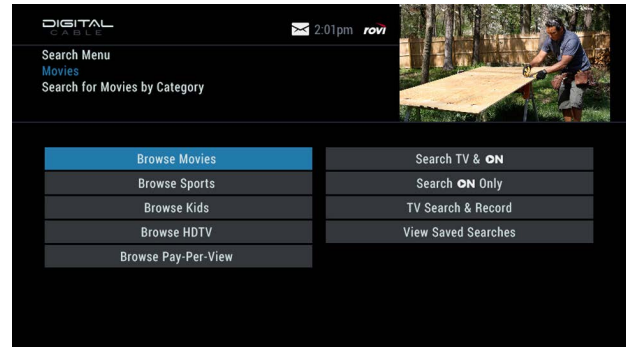 DIGITAL
CABLE
2:01pm rovi
Search Menu
Movies
Search for Movies by Category
Browse Movies
Search TV & ON
Browse Sports
Search ON Only
Browse Kids
TV Search & Record
Browse HDTV
View Saved Searches
Browse Pay-Per-View